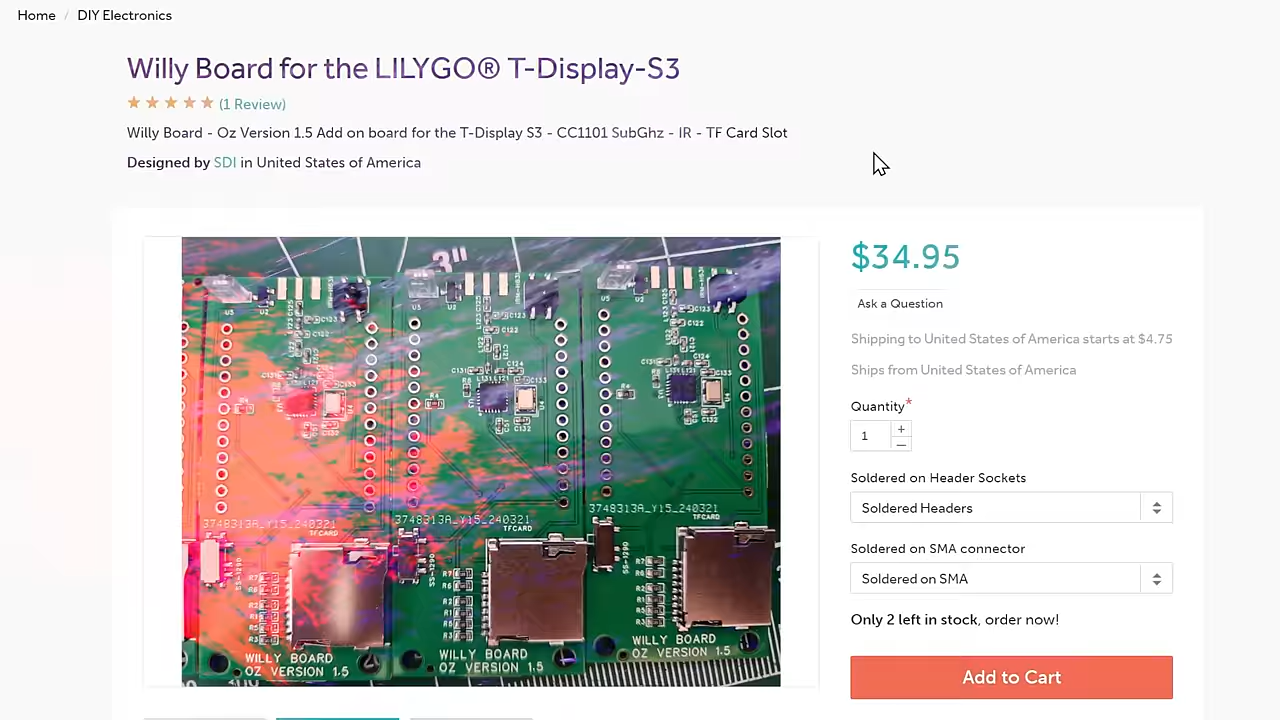 Home / DIY Electronics
Willy Board for the LILYGO® T-Display-S3
(1 Review)
Willy Board - Oz Version 1.5 Add on board for the T-Display S3 - CC1101 SubGhz - IR - TF Card Slot
Designed by SDI in United States of America
$34.95
Ask a Question
Shipping to United States of America starts at $4.75
Ships from United States of America
Quantity*
1
+
–
Soldered on Header Sockets
Soldered Headers
Soldered on SMA connector
Soldered on SMA
Only 2 left in stock, order now!
Add to Cart
3"
3748313A_Y15_240321
3748313A_Y15_240321
3748313A_Y15_240321
TFCARD
TFCARD
TFCARD
WILLY BOARD
OZ VERSION 1.5
WILLY BOARD
OZ VERSION 1.5
WILLY BOARD
OZ VERSION 1.5